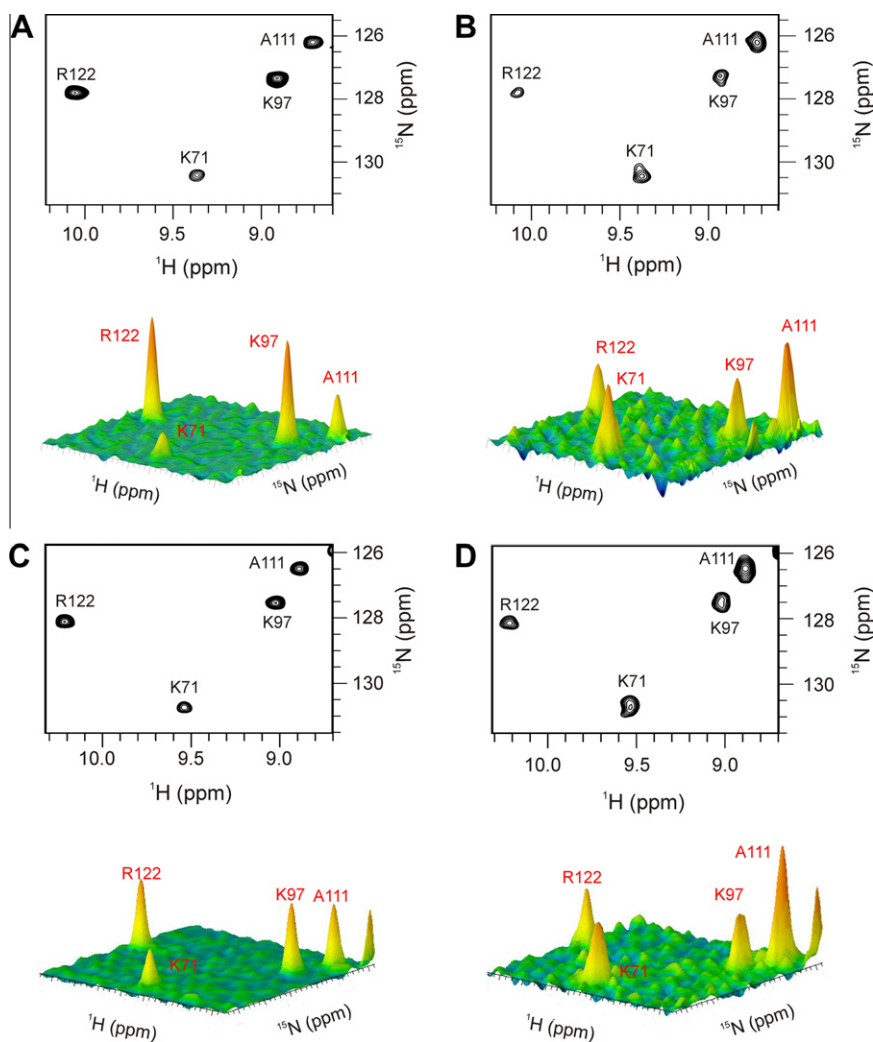 A
A111
126
R122
K97
128
K71
130
¹⁵N (ppm)
10.0 9.5 9.0
¹H (ppm)
R122
K97
A111
K71
¹H (ppm)
¹⁵N (ppm)
B
A111
126
R122
K97
128
K71
130
¹⁵N (ppm)
10.0 9.5 9.0
¹H (ppm)
A111
R122
K97
K71
¹H (ppm)
¹⁵N (ppm)
C
126
A111
R122
K97
128
K71
130
¹⁵N (ppm)
10.0 9.5 9.0
¹H (ppm)
R122
K97 A111
K71
¹H (ppm)
¹⁵N (ppm)
D
126
A111
R122
K97
128
K71
130
¹⁵N (ppm)
10.0 9.5 9.0
¹H (ppm)
A111
R122
K97
K71
¹H (ppm)
¹⁵N (ppm)